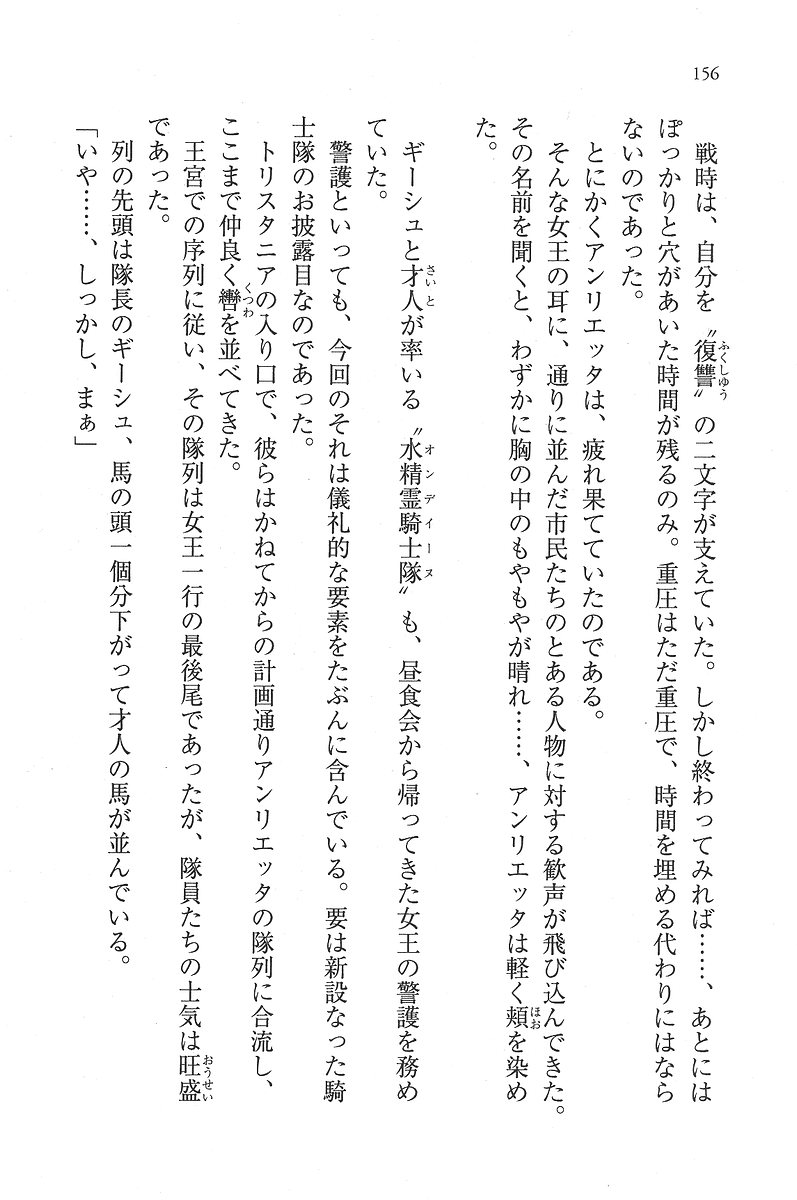 156
戦時は、自分を〝復讐〟の二文字が支えていた。しかし終わってみれば……、あとには
ぽっかりと穴があいた時間が残るのみ。重圧はただ重圧で、時間を埋める代わりにはなら
ないのであった。
とにかくアンリエッタは、疲れ果てていたのである。
そんな女王の耳に、通りに並んだ市民たちのとある人物に対する歓声が飛び込んできた。
その名前を聞くと、わずかに胸の中のもやもやが晴れ……、アンリエッタは軽く頬を染め
た。
ギーシュと才人が率いる〝水精霊騎士隊〟も、昼食会から帰ってきた女王の警護を務め
ていた。
警護といっても、今回のそれは儀礼的な要素をたぶんに含んでいる。要は新設なった騎
士隊のお披露目なのであった。
トリスタニアの入り口で、彼らはかねてからの計画通りアンリエッタの隊列に合流し、
ここまで仲良く轡を並べてきた。
王宮での序列に従い、その隊列は女王一行の最後尾であったが、隊員たちの士気は旺盛
であった。
列の先頭は隊長のギーシュ、馬の頭一個分下がって才人の馬が並んでいる。
「いや……、しっかし、まぁ」